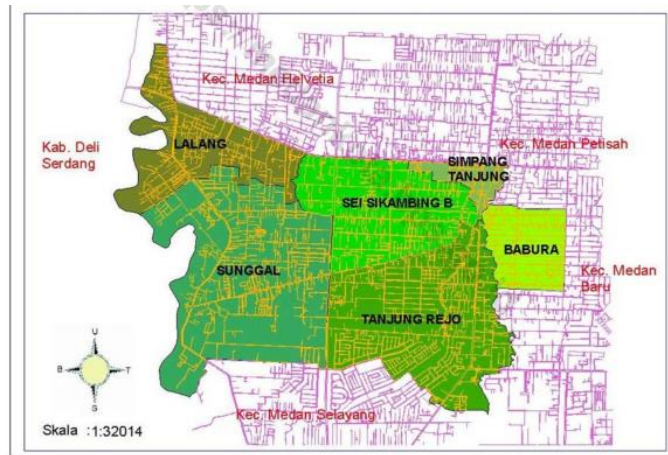 Kec. Medan Helvetia
Kab. Deli
Serdang
LALANG
Kec. Medan Petisah
SIMPANG
TANJUNG
SEI SIKAMBING B
BABURA
SUNGGAL
Kec. Medan
Baru
TANJUNG REJO
U
B
T
S
Kec. Medan Selayang
Skala :1:32014